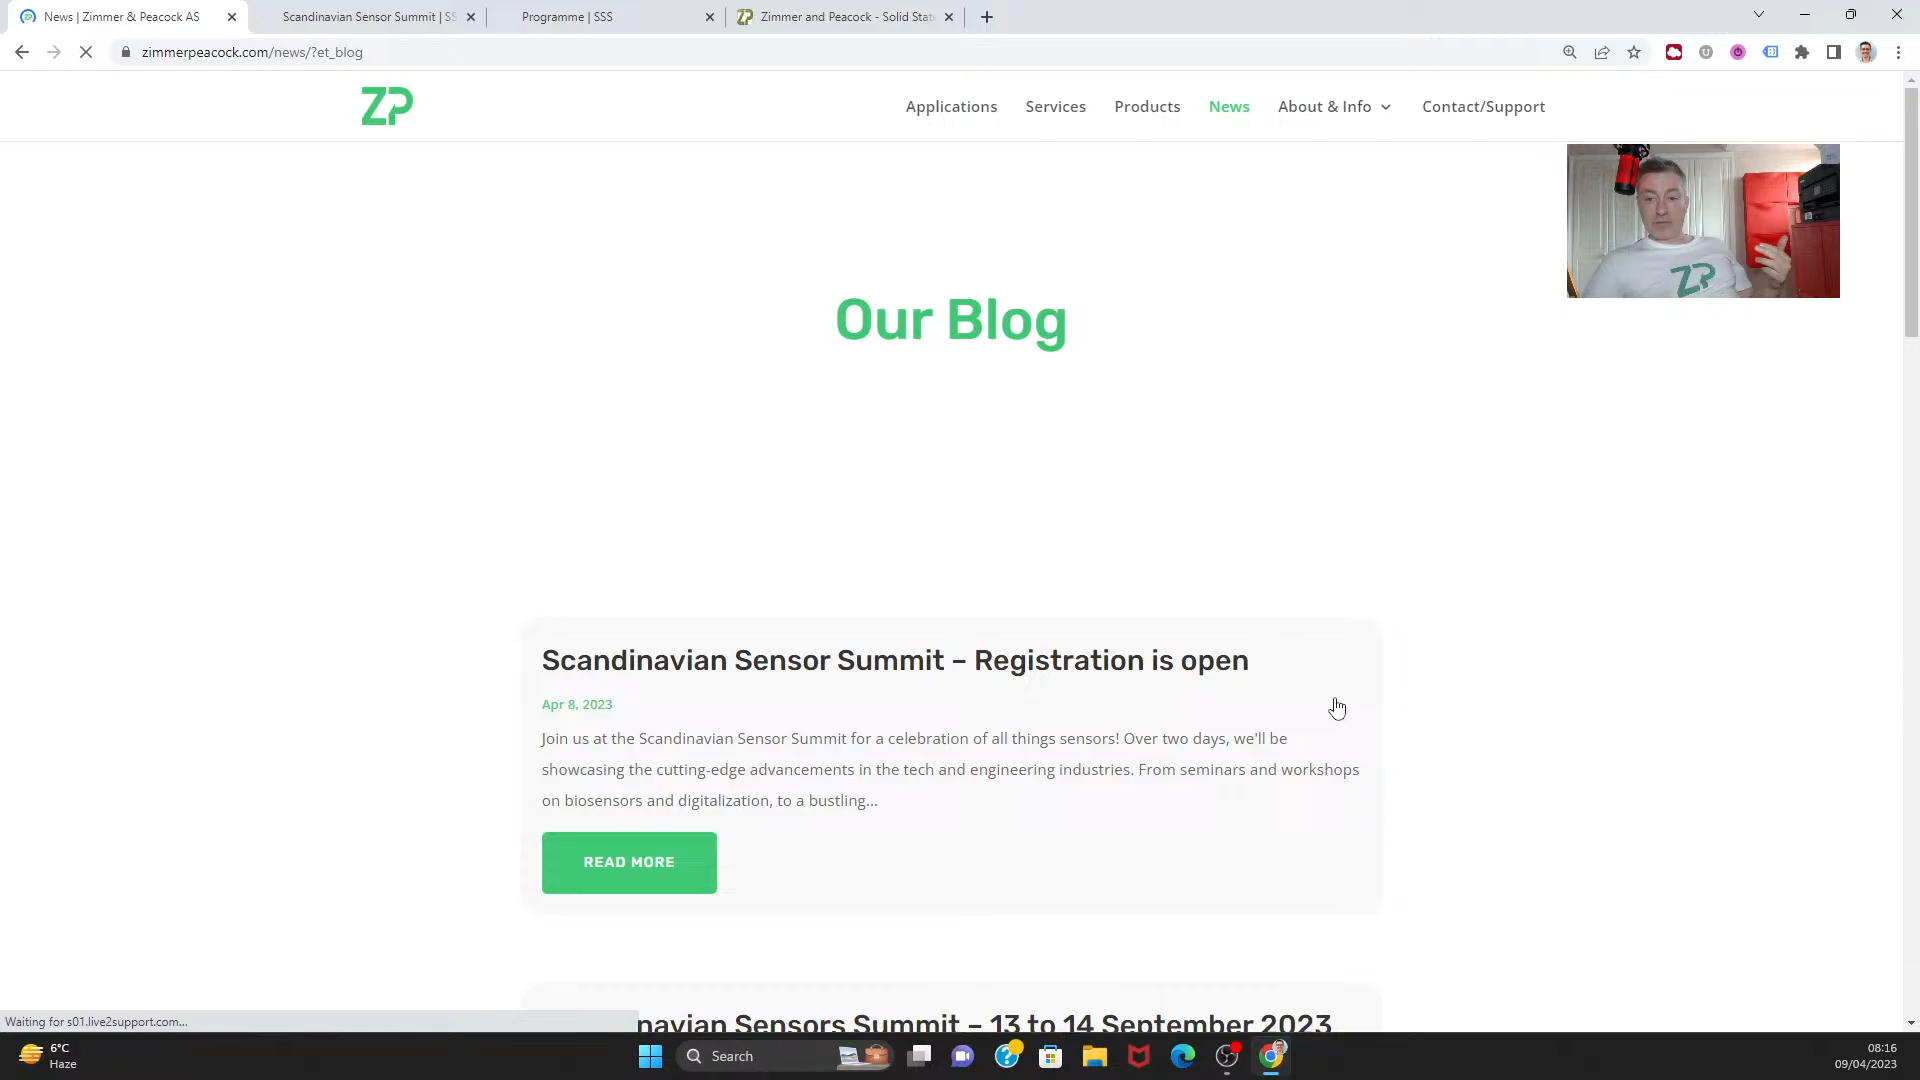 News | Zimmer & Peacock AS
Scandinavian Sensor Summit | SS
Programme | SSS
Zimmer and Peacock - Solid Stat
zimmerpeacock.com/news/?et_blog
ZP
Applications
Services
Products
News
About & Info
Contact/Support
ZP
Our Blog
Scandinavian Sensor Summit – Registration is open
Apr 8, 2023
Join us at the Scandinavian Sensor Summit for a celebration of all things sensors! Over two days, we'll be
showcasing the cutting-edge advancements in the tech and engineering industries. From seminars and workshops
on biosensors and digitalization, to a bustling...
READ MORE
navian Sensors Summit – 13 to 14 September 2023
Waiting for s01.live2support.com...
6°C
Haze
Search
08:16
09/04/2023